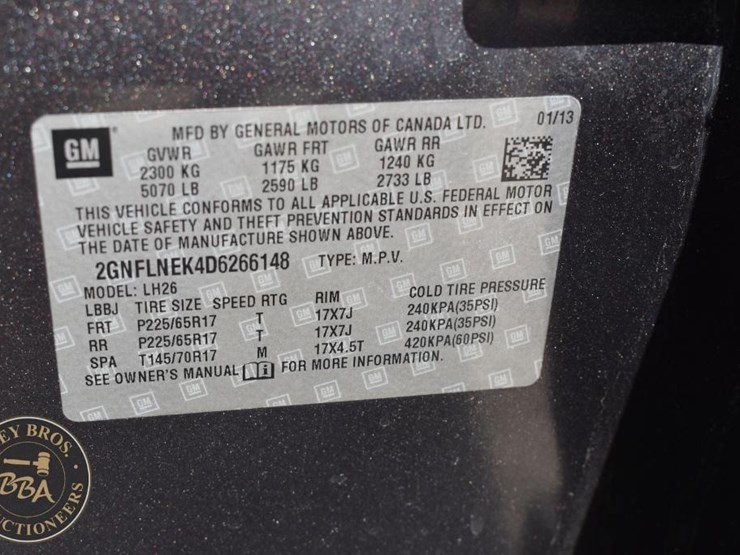 GM
MFD BY GENERAL MOTORS OF CANADA LTD. 01/13
GVWR GAWR FRT GAWR RR
2300 KG 1175 KG 1240 KG
5070 LB 2590 LB 2733 LB
THIS VEHICLE CONFORMS TO ALL APPLICABLE U.S. FEDERAL MOTOR
VEHICLE SAFETY AND THEFT PREVENTION STANDARDS IN EFFECT ON
THE DATE OF MANUFACTURE SHOWN ABOVE.
2GNFLNEK4D6266148 TYPE: M.P.V.
MODEL: LH26
LBBJ TIRE SIZE SPEED RTG RIM COLD TIRE PRESSURE
FRT P225/65R17 T 17X7J 240KPA(35PSI)
RR P225/65R17 T 17X7J 240KPA(35PSI)
SPA T145/70R17 M 17X4.5T 420KPA(60PSI)
SEE OWNER'S MANUAL FOR MORE INFORMATION.
EY BROS.
BBA
CTIONEERS